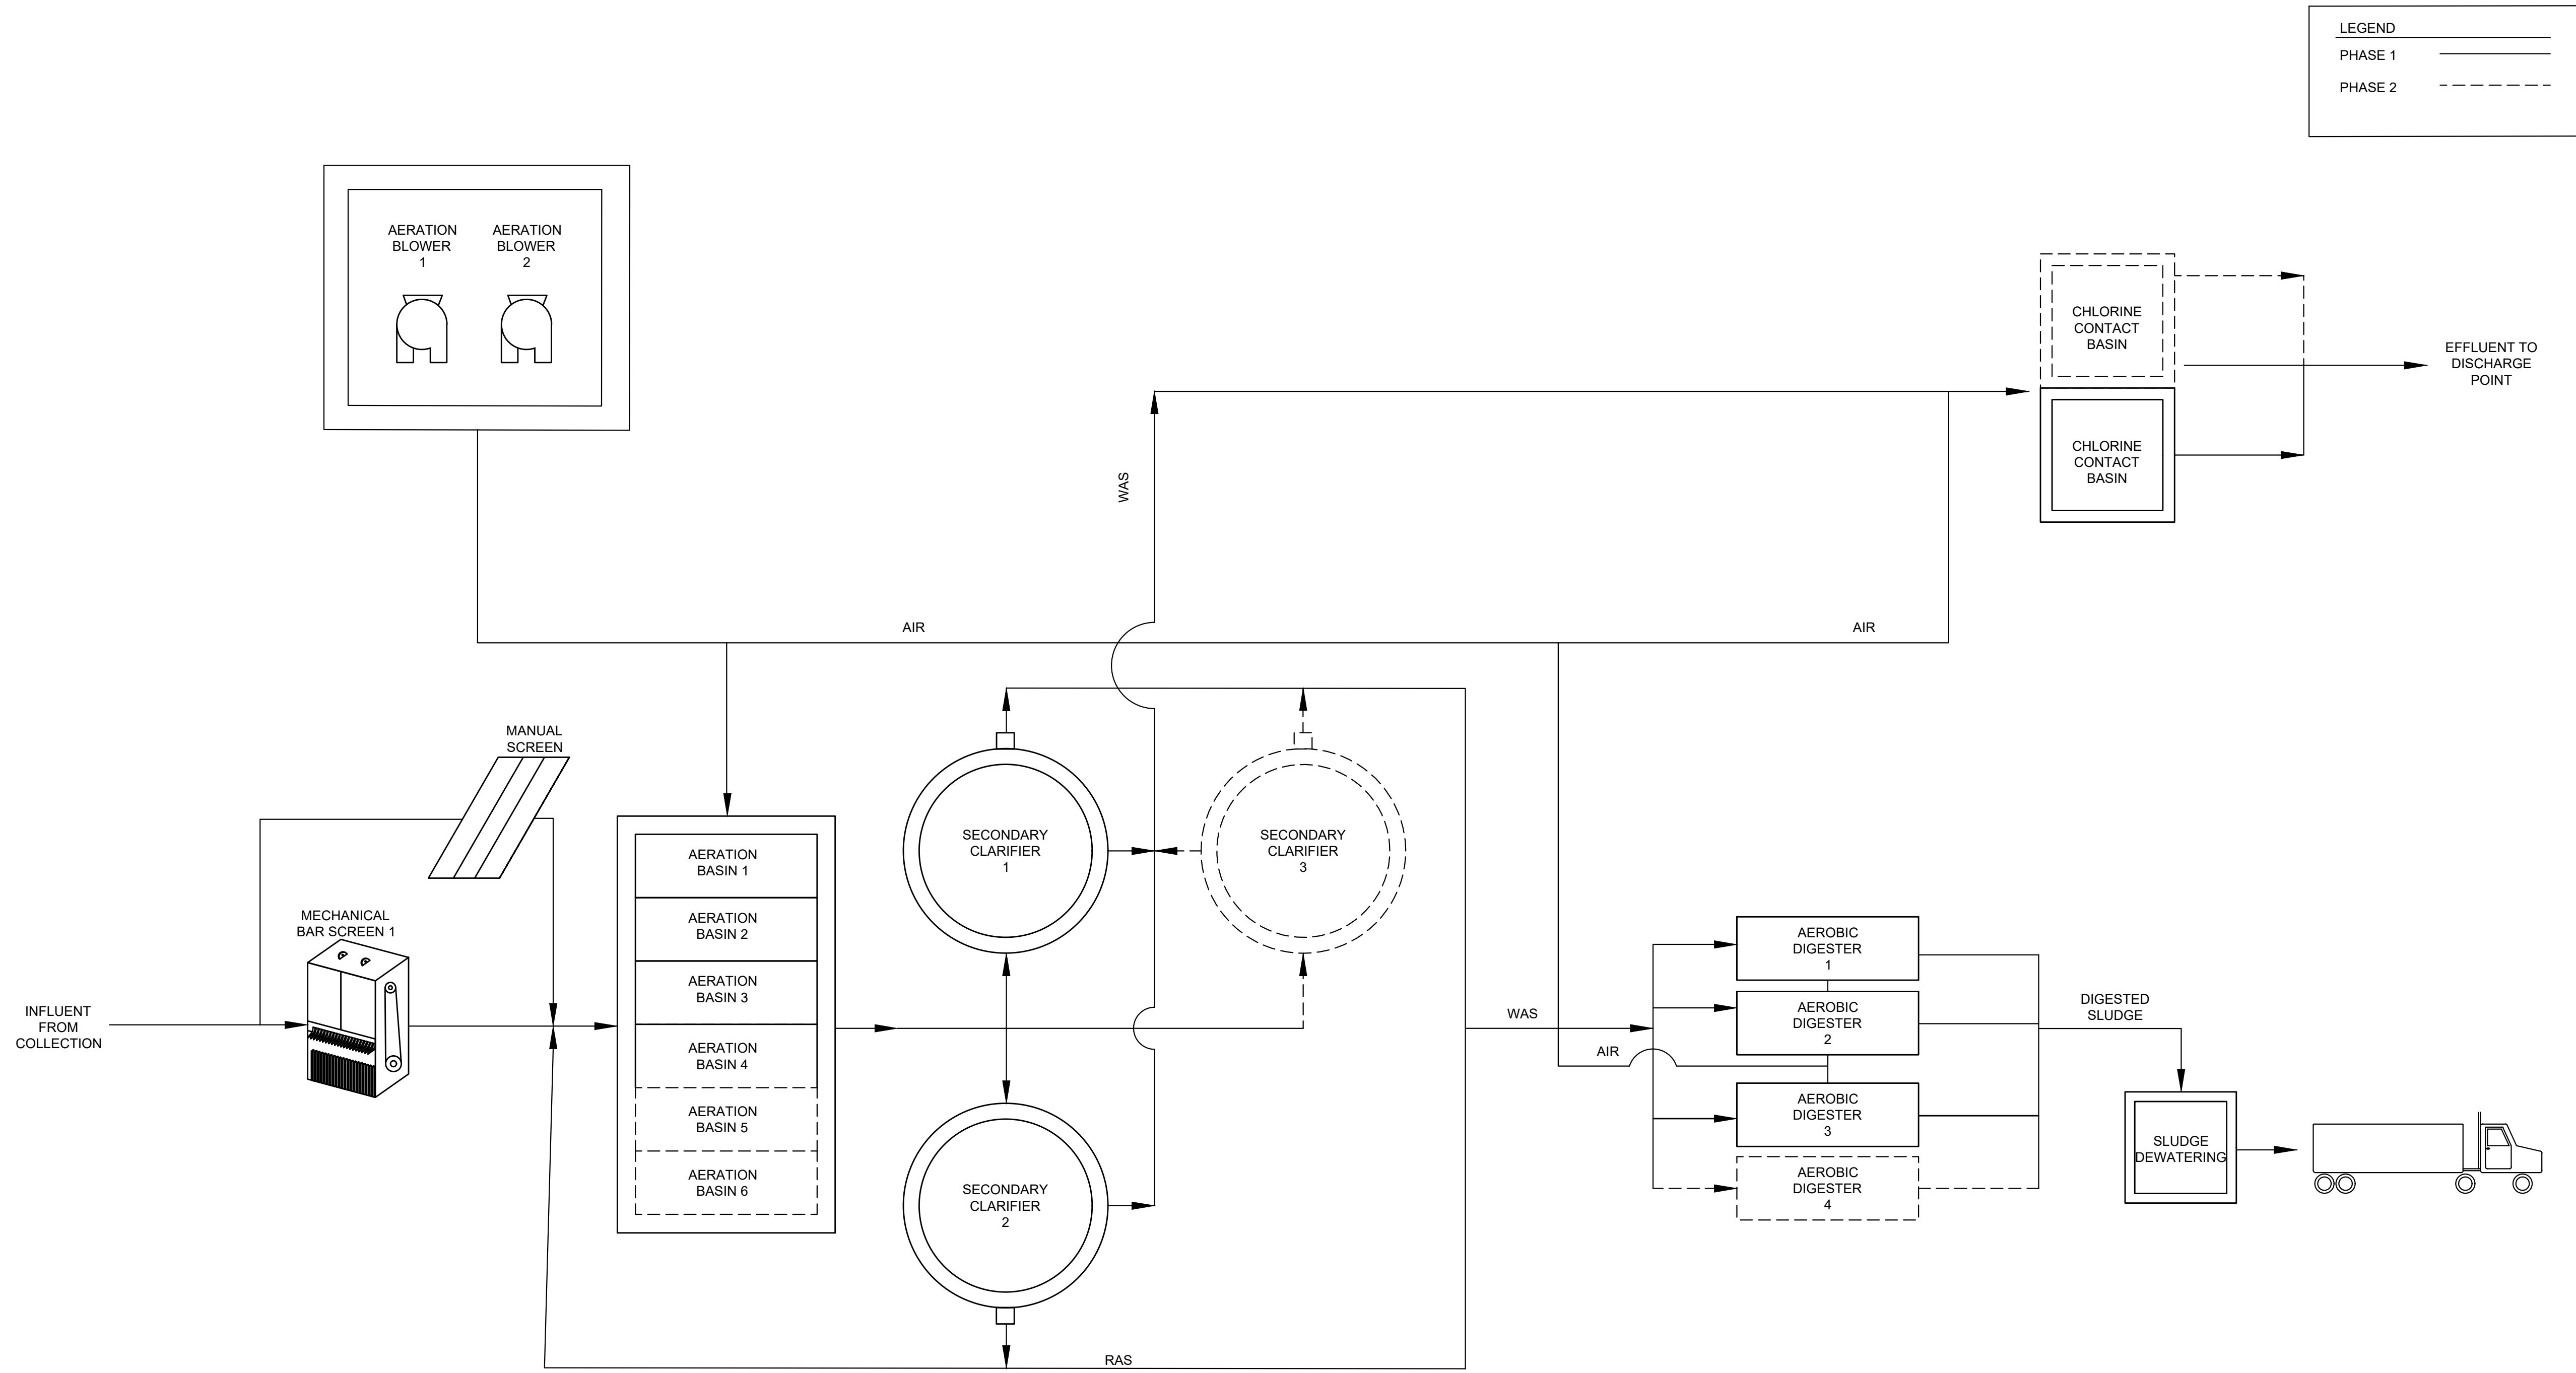 LEGEND
PHASE 1
PHASE 2
AERATION
BLOWER
1
AERATION
BLOWER
2
CHLORINE
CONTACT
BASIN
EFFLUENT TO
DISCHARGE
POINT
CHLORINE
CONTACT
BASIN
WAS
AIR
AIR
MANUAL
SCREEN
MECHANICAL
BAR SCREEN 1
INFLUENT
FROM
COLLECTION
AERATION
BASIN 1
AERATION
BASIN 2
AERATION
BASIN 3
AERATION
BASIN 4
AERATION
BASIN 5
AERATION
BASIN 6
SECONDARY
CLARIFIER
1
SECONDARY
CLARIFIER
3
SECONDARY
CLARIFIER
2
RAS
WAS
AIR
AEROBIC
DIGESTER
1
AEROBIC
DIGESTER
2
AEROBIC
DIGESTER
3
AEROBIC
DIGESTER
4
DIGESTED
SLUDGE
SLUDGE
DEWATERING